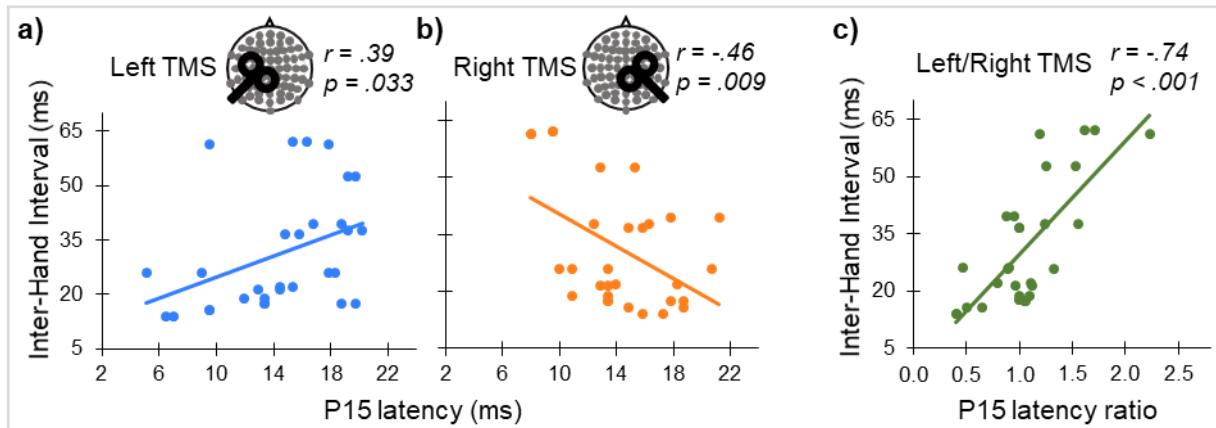 a)
Left TMS
r = .39
p = .033
b)
Right TMS
r = -.46
p = .009
c)
Left/Right TMS
r = -.74
p < .001
Inter-Hand Interval (ms)
65
50
35
20
5
2 6 10 14 18 22
2 6 10 14 18 22
P15 latency (ms)
Inter-Hand Interval (ms)
65
50
35
20
5
0.0 0.5 1.0 1.5 2.0 2.5
P15 latency ratio